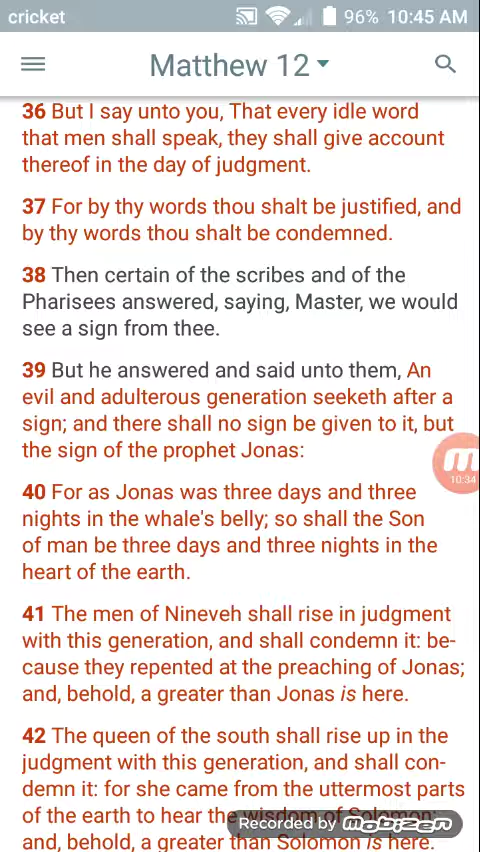 cricket 96% 10:45 AM
Matthew 12
36 But I say unto you, That every idle word
that men shall speak, they shall give account
thereof in the day of judgment.
37 For by thy words thou shalt be justified, and
by thy words thou shalt be condemned.
38 Then certain of the scribes and of the
Pharisees answered, saying, Master, we would
see a sign from thee.
39 But he answered and said unto them, An
evil and adulterous generation seeketh after a
sign; and there shall no sign be given to it, but
the sign of the prophet Jonas:
m
10:34
40 For as Jonas was three days and three
nights in the whale's belly; so shall the Son
of man be three days and three nights in the
heart of the earth.
41 The men of Nineveh shall rise in judgment
with this generation, and shall condemn it: be-
cause they repented at the preaching of Jonas;
and, behold, a greater than Jonas is here.
42 The queen of the south shall rise up in the
judgment with this generation, and shall con-
demn it: for she came from the uttermost parts
of the earth to hear the wisdom of Solomon;
Recorded by mobizen
and, behold, a greater than Solomon is here.